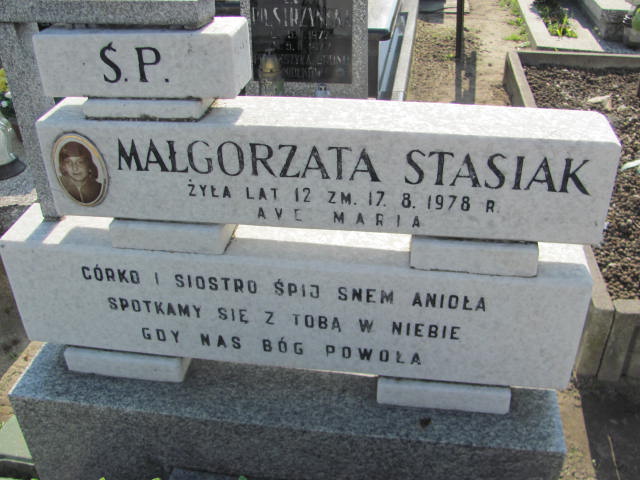 Ś.P.
MAŁGORZATA STASIAK
ŻYŁA LAT 12 ZM. 17. 8. 1978 R.
AVE MARIA
CÓRKO I SIOSTRO ŚPIJ SNEM ANIOŁA
SPOTKAMY SIĘ Z TOBĄ W NIEBIE
GDY NAS BÓG POWOŁA